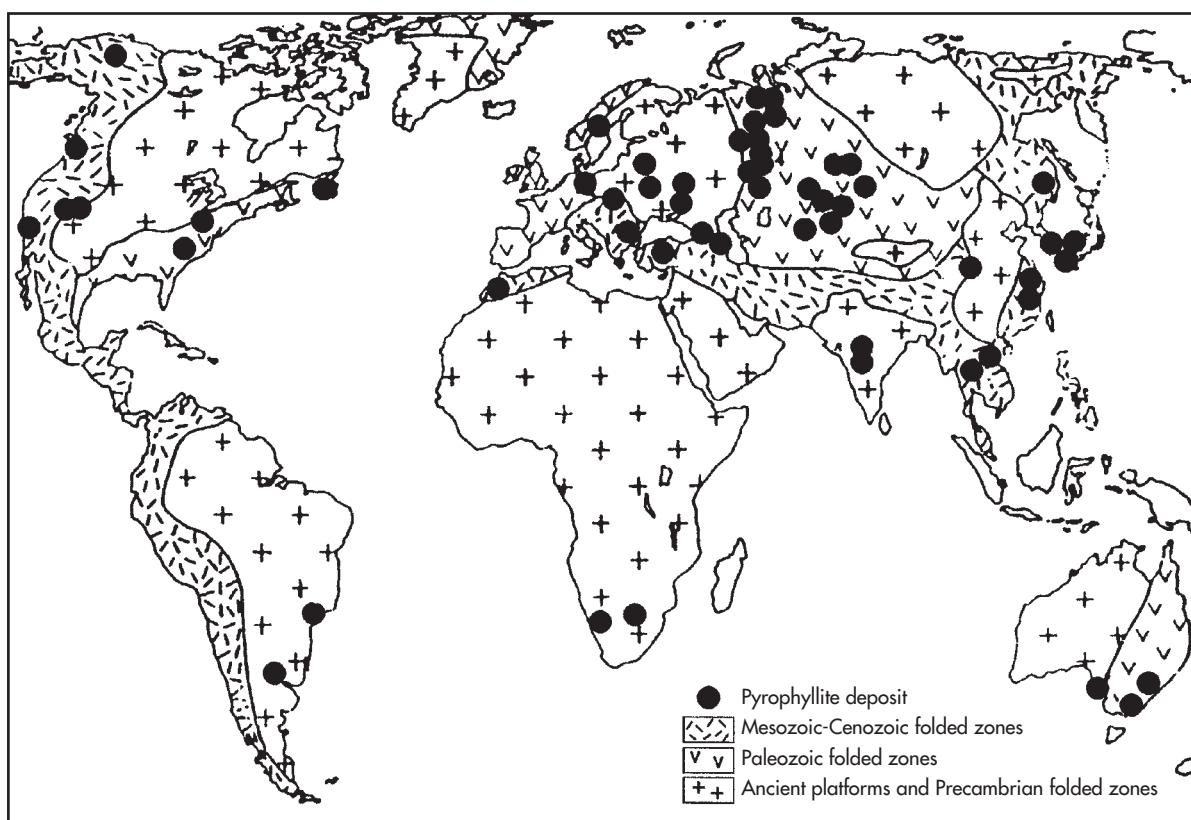 Pyrophyllite deposit
Mesozoic-Cenozoic folded zones
Paleozoic folded zones
Ancient platforms and Precambrian folded zones